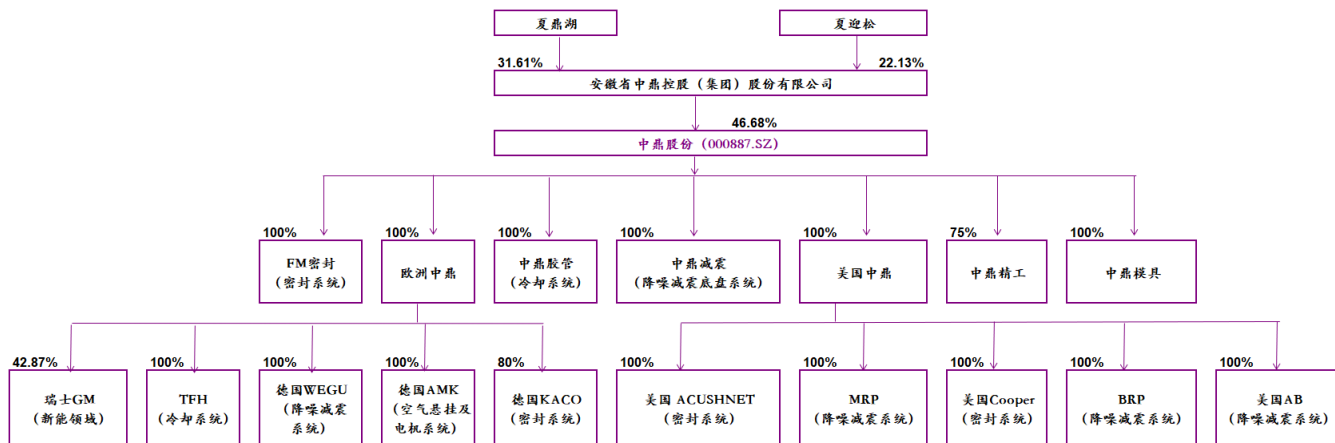 夏鼎湖
夏迎松
31.61%
22.13%
安徽省中鼎控股（集团）股份有限公司
46.68%
中鼎股份（000887.SZ）
100%
100%
100%
100%
100%
75%
100%
FM密封
（密封系统）
欧洲中鼎
中鼎胶管
（冷却系统）
中鼎减震
（降噪减震底盘系统）
美国中鼎
中鼎精工
中鼎模具
42.87%
100%
100%
100%
80%
100%
100%
100%
100%
100%
瑞士GM
（新能领域）
TFH
（冷却系统）
德国WEGU
（降噪减震
系统）
德国AMK
（空气悬挂及
电机系统）
德国KACO
（密封系统）
美国 ACUSHNET
（密封系统）
MRP
（降噪减震系统）
美国Cooper
（密封系统）
BRP
（降噪减震系统）
美国AB
（降噪减震系统）